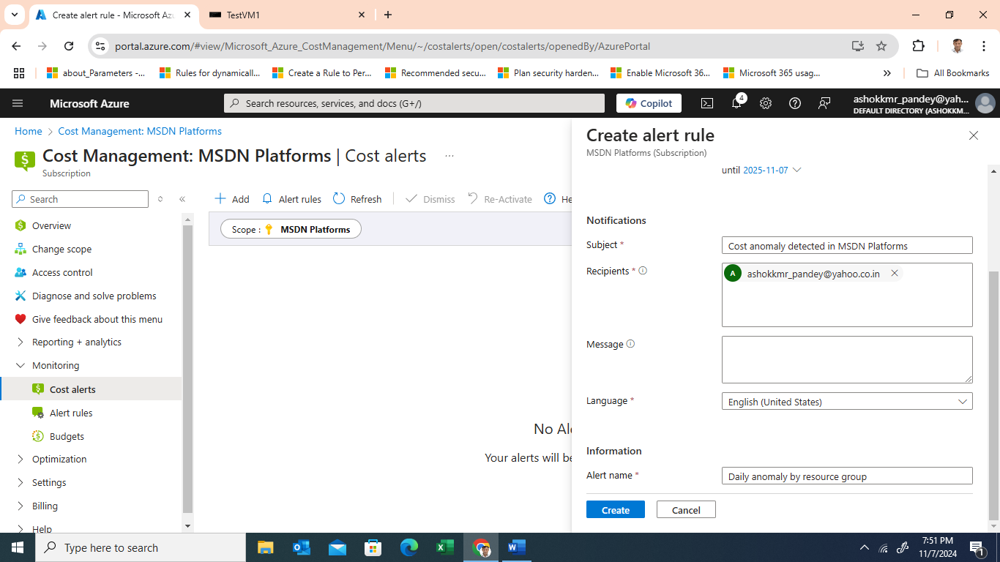 Create alert rule - Microsoft Azu
TestVM1
portal.azure.com/#view/Microsoft_Azure_CostManagement/Menu/~/costalerts/open/costalerts/openedBy/AzurePortal
about_Parameters -...
Rules for dynamicall...
Create a Rule to Per...
Recommended secu...
Plan security harden...
Enable Microsoft 36...
Microsoft 365 usag...
All Bookmarks
Microsoft Azure
Search resources, services, and docs (G+/)
Copilot
4
ashokkmr_pandey@yah...
DEFAULT DIRECTORY (ASHOKKM...
Home > Cost Management: MSDN Platforms
Cost Management: MSDN Platforms | Cost alerts ...
Subscription
Search
Overview
Change scope
Access control
Diagnose and solve problems
Give feedback about this menu
Reporting + analytics
Monitoring
Cost alerts
Alert rules
Budgets
Optimization
Settings
Billing
Help
Add
Alert rules
Refresh
Dismiss
Re-Activate
He
Scope : MSDN Platforms
No Al
Your alerts will be
Create alert rule
MSDN Platforms (Subscription)
until 2025-11-07
Notifications
Subject *
Cost anomaly detected in MSDN Platforms
Recipients *
A
ashokkmr_pandey@yahoo.co.in
Message
Language *
English (United States)
Information
Alert name *
Daily anomaly by resource group
Create
Cancel
Type here to search
7:51 PM
11/7/2024
1